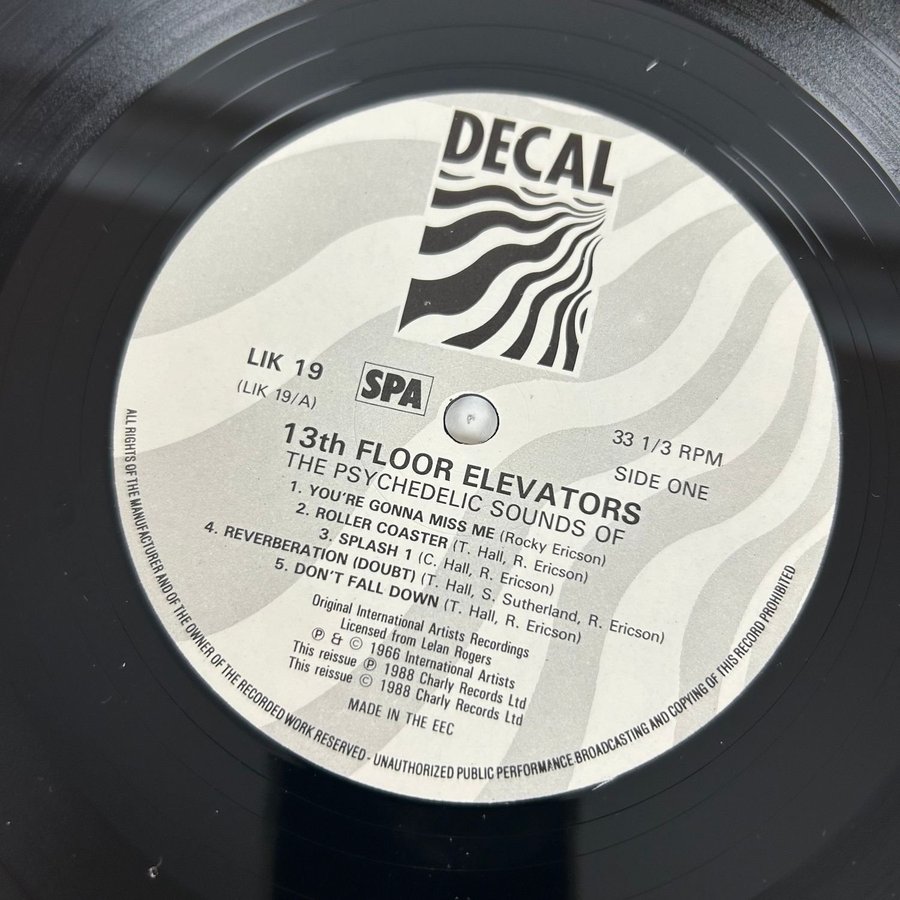 DECAL
LIK 19
(LIK 19/A)
SPA
33 1/3 RPM
SIDE ONE
13th FLOOR ELEVATORS
THE PSYCHEDELIC SOUNDS OF
1. YOU'RE GONNA MISS ME (Rocky Ericson)
2. ROLLER COASTER (T. Hall, R. Ericson)
3. SPLASH 1 (C. Hall, R. Ericson)
4. REVERBERATION (DOUBT) (T. Hall, S. Sutherland, R. Ericson)
5. DON'T FALL DOWN (T. Hall, R. Ericson)
Original International Artists Recordings
Licensed from Lelan Rogers
℗ & © 1966 International Artists
This reissue ℗ 1988 Charly Records Ltd
This reissue © 1988 Charly Records Ltd
MADE IN THE EEC
ALL RIGHTS OF THE MANUFACTURER AND OF THE OWNER OF THE RECORDED WORK RESERVED - UNAUTHORIZED PUBLIC PERFORMANCE BROADCASTING AND COPYING OF THIS RECORD PROHIBITED